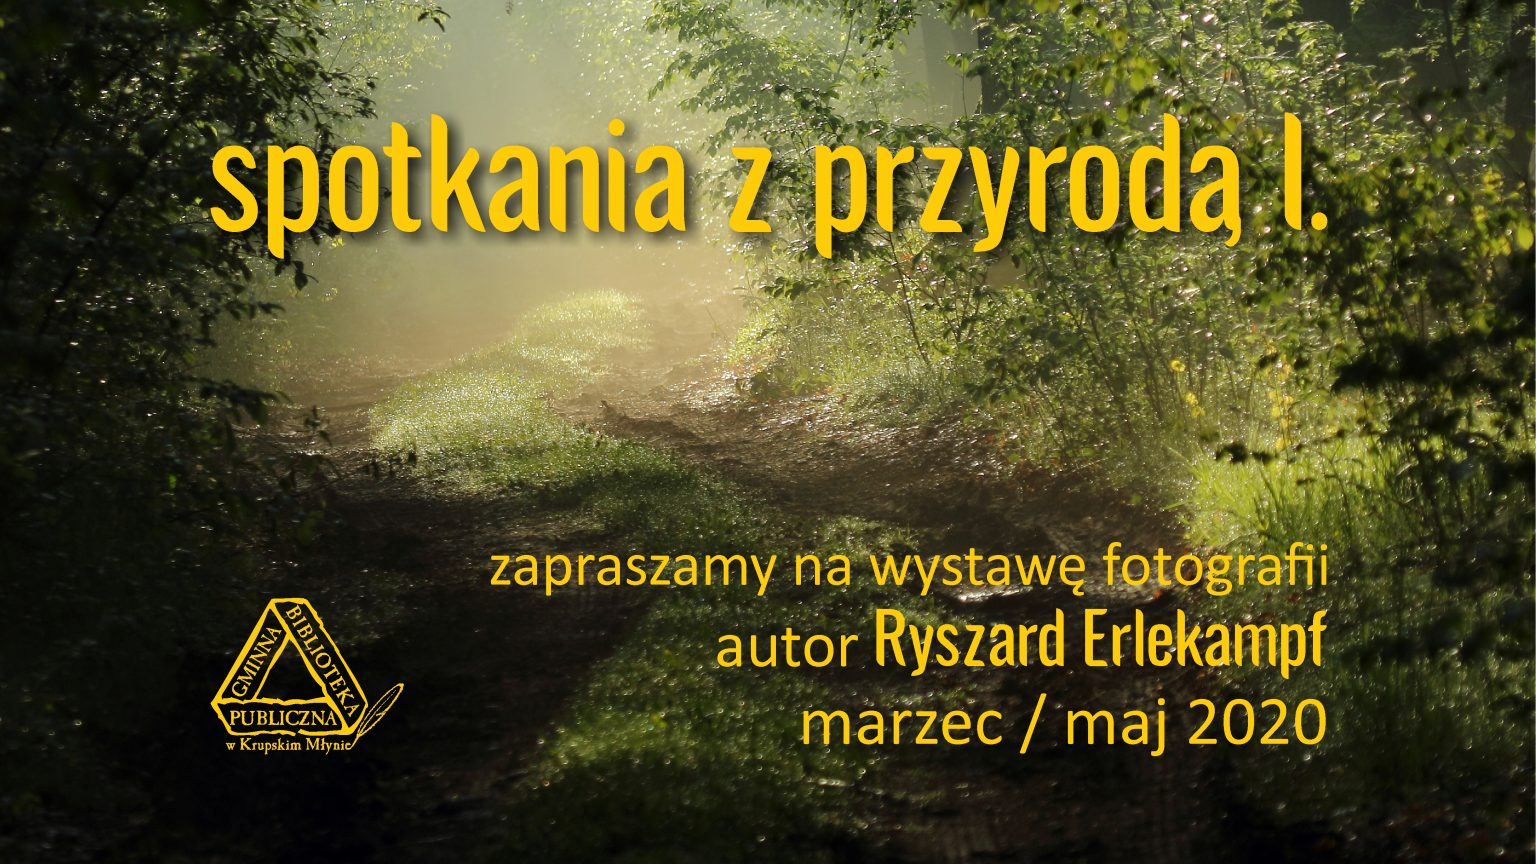 spotkania z przyrodą I.
zapraszamy na wystawę fotografii
autor Ryszard Erlekampf
marzec / maj 2020
GMINNA
BIBLIOTEKA
PUBLICZNA
w Krupskim Młynie